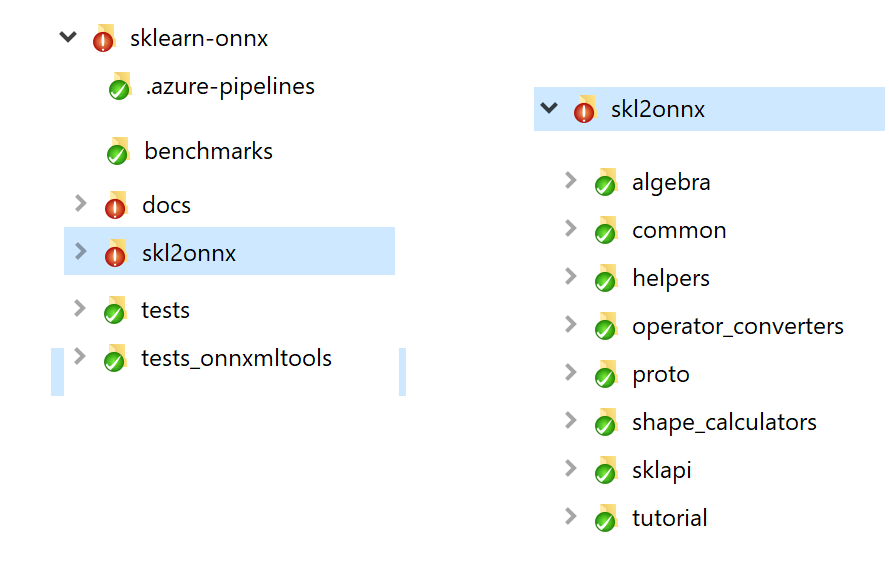 sklearn-onnx
.azure-pipelines
benchmarks
docs
skl2onnx
tests
tests_onnxmltools
skl2onnx
algebra
common
helpers
operator_converters
proto
shape_calculators
sklapi
tutorial